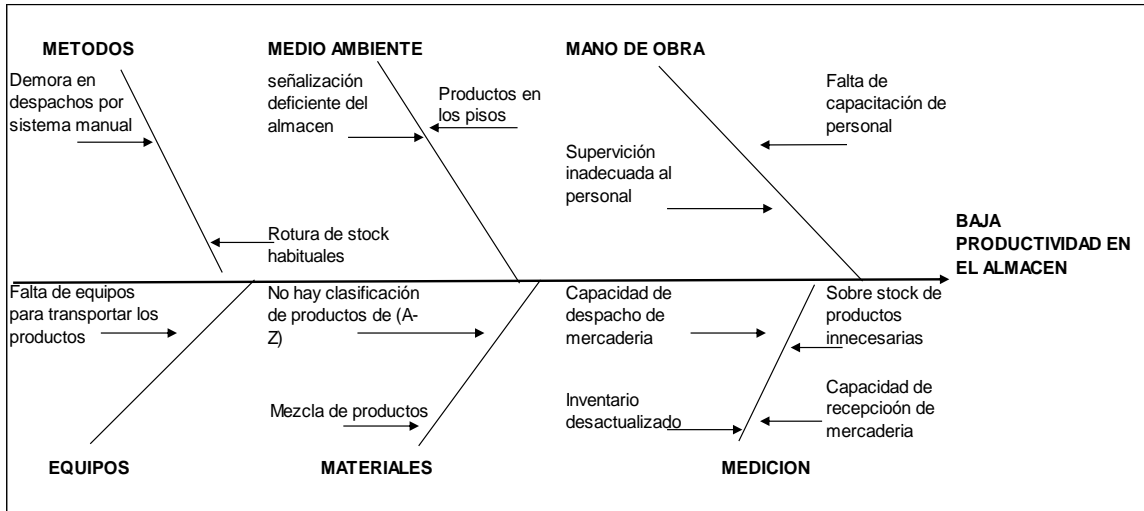 METODOS
MEDIO AMBIENTE
MANO DE OBRA
Demora en
despachos por
sistema manual
señalización
deficiente del
almacen
Productos en
los pisos
Falta de
capacitación de
personal
Supervición
inadecuada al
personal
Rotura de stock
habituales
BAJA
PRODUCTIVIDAD EN
EL ALMACEN
Falta de equipos
para transportar los
productos
No hay clasificación
de productos de (A-
Z)
Capacidad de
despacho de
mercaderia
Sobre stock de
productos
innecesarias
Mezcla de productos
Inventario
desactualizado
Capacidad de
recepcioón de
mercaderia
EQUIPOS
MATERIALES
MEDICION